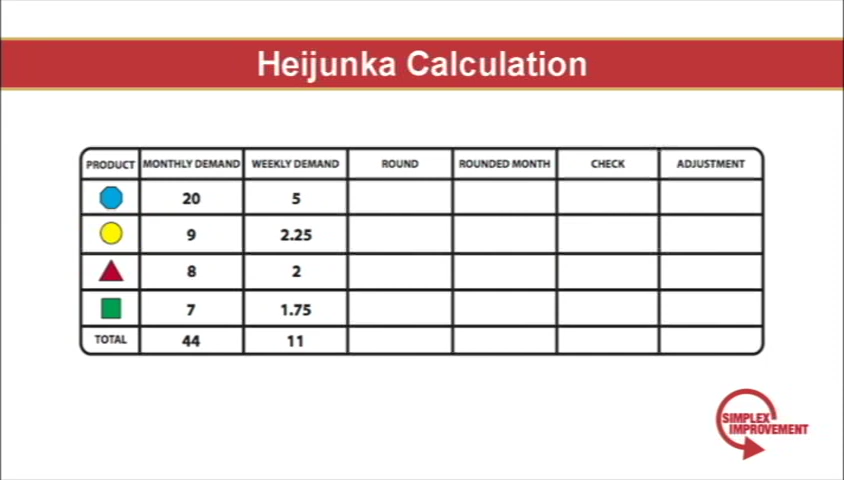 Heijunka Calculation
PRODUCT MONTHLY DEMAND WEEKLY DEMAND ROUND ROUNDED MONTH CHECK ADJUSTMENT
20 5
9 2.25
8 2
7 1.75
TOTAL 44 11
SIMPLEX
IMPROVEMENT